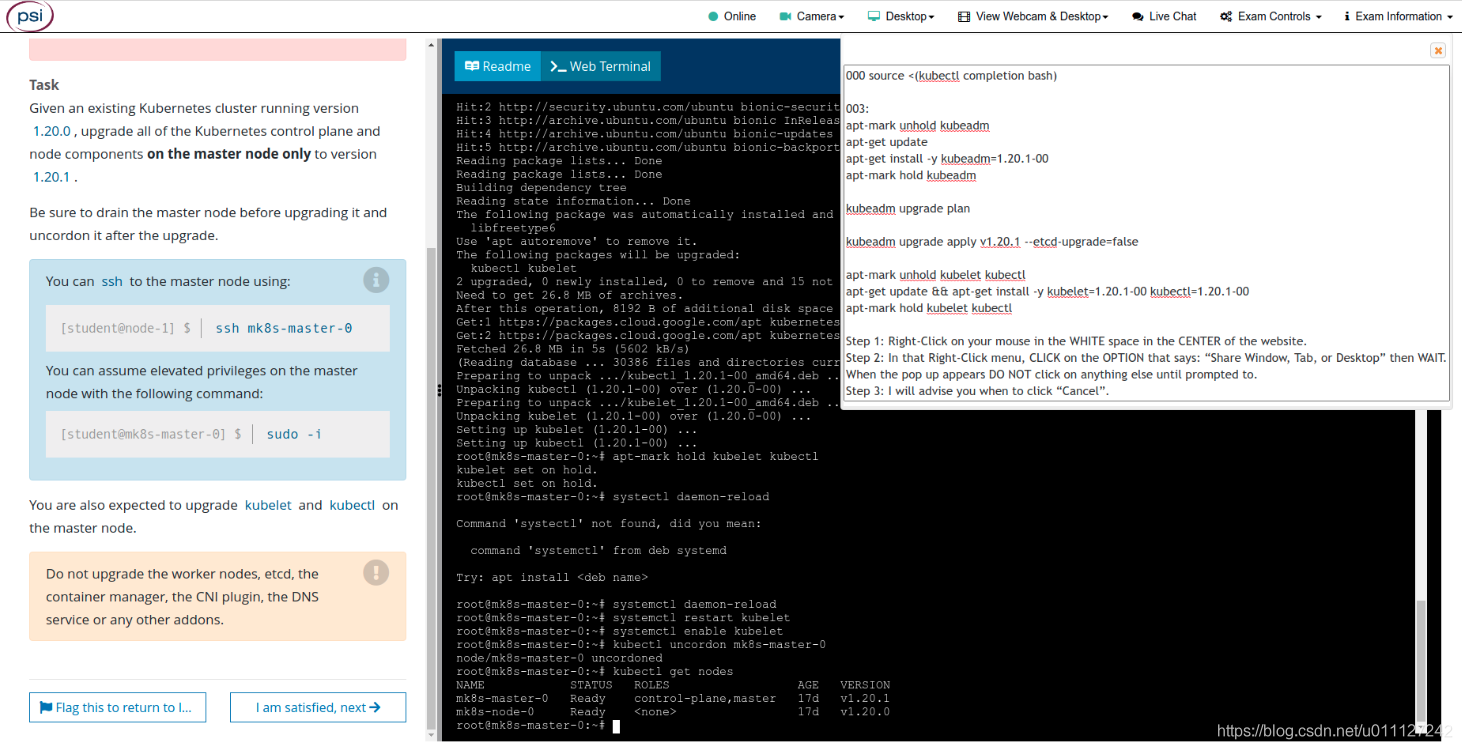 psi
Online
Camera
Desktop
View Webcam & Desktop
Live Chat
Exam Controls
Exam Information
Task
Given an existing Kubernetes cluster running version
1.20.0 , upgrade all of the Kubernetes control plane and
node components on the master node only to version
1.20.1 .
Be sure to drain the master node before upgrading it and
uncordon it after the upgrade.
You can ssh to the master node using:
[student@node-1] $ | ssh mk8s-master-0
You can assume elevated privileges on the master
node with the following command:
[student@mk8s-master-0] $ | sudo -i
You are also expected to upgrade kubelet and kubectl on
the master node.
Do not upgrade the worker nodes, etcd, the
container manager, the CNI plugin, the DNS
service or any other addons.
Flag this to return to l...
I am satisfied, next
Readme
Web Terminal
Hit:2 http://security.ubuntu.com/ubuntu bionic-securit
Hit:3 http://archive.ubuntu.com/ubuntu bionic InReleas
Hit:4 http://archive.ubuntu.com/ubuntu bionic-updates
Hit:5 http://archive.ubuntu.com/ubuntu bionic-backport
Reading package lists... Done
Reading package lists... Done
Building dependency tree
Reading state information... Done
The following package was automatically installed and
libfreetype6
Use 'apt autoremove' to remove it.
The following packages will be upgraded:
kubectl kubelet
2 upgraded, 0 newly installed, 0 to remove and 15 not
Need to get 26.8 MB of archives.
After this operation, 8192 B of additional disk space
Get:1 https://packages.cloud.google.com/apt kubernetes
Get:2 https://packages.cloud.google.com/apt kubernetes
Fetched 26.8 MB in 5s (5602 kB/s)
(Reading database ... 30386 files and directories curr
Preparing to unpack .../kubectl_1.20.1-00_amd64.deb ..
Unpacking kubectl (1.20.1-00) over (1.20.0-00) ...
Preparing to unpack .../kubelet_1.20.1-00_amd64.deb ..
Unpacking kubelet (1.20.1-00) over (1.20.0-00) ...
Setting up kubelet (1.20.1-00) ...
Setting up kubectl (1.20.1-00) ...
root@mk8s-master-0:~# apt-mark hold kubelet kubectl
kubelet set on hold.
kubectl set on hold.
root@mk8s-master-0:~# systectl daemon-reload
Command 'systectl' not found, did you mean:
command 'systemctl' from deb systemd
Try: apt install <deb name>
root@mk8s-master-0:~# systemctl daemon-reload
root@mk8s-master-0:~# systemctl restart kubelet
root@mk8s-master-0:~# systemctl enable kubelet
root@mk8s-master-0:~# kubectl uncordon mk8s-master-0
node/mk8s-master-0 uncordoned
root@mk8s-master-0:~# kubectl get nodes
NAME STATUS ROLES AGE VERSION
mk8s-master-0 Ready control-plane,master 17d v1.20.1
mk8s-node-0 Ready <none> 17d v1.20.0
root@mk8s-master-0:~#
000 source <(kubectl completion bash)
003:
apt-mark unhold kubeadm
apt-get update
apt-get install -y kubeadm=1.20.1-00
apt-mark hold kubeadm
kubeadm upgrade plan
kubeadm upgrade apply v1.20.1 --etcd-upgrade=false
apt-mark unhold kubelet kubectl
apt-get update && apt-get install -y kubelet=1.20.1-00 kubectl=1.20.1-00
apt-mark hold kubelet kubectl
Step 1: Right-Click on your mouse in the WHITE space in the CENTER of the website.
Step 2: In that Right-Click menu, CLICK on the OPTION that says: “Share Window, Tab, or Desktop” then WAIT.
When the pop up appears DO NOT click on anything else until prompted to.
Step 3: I will advise you when to click “Cancel”.
https://blog.csdn.net/u011127242